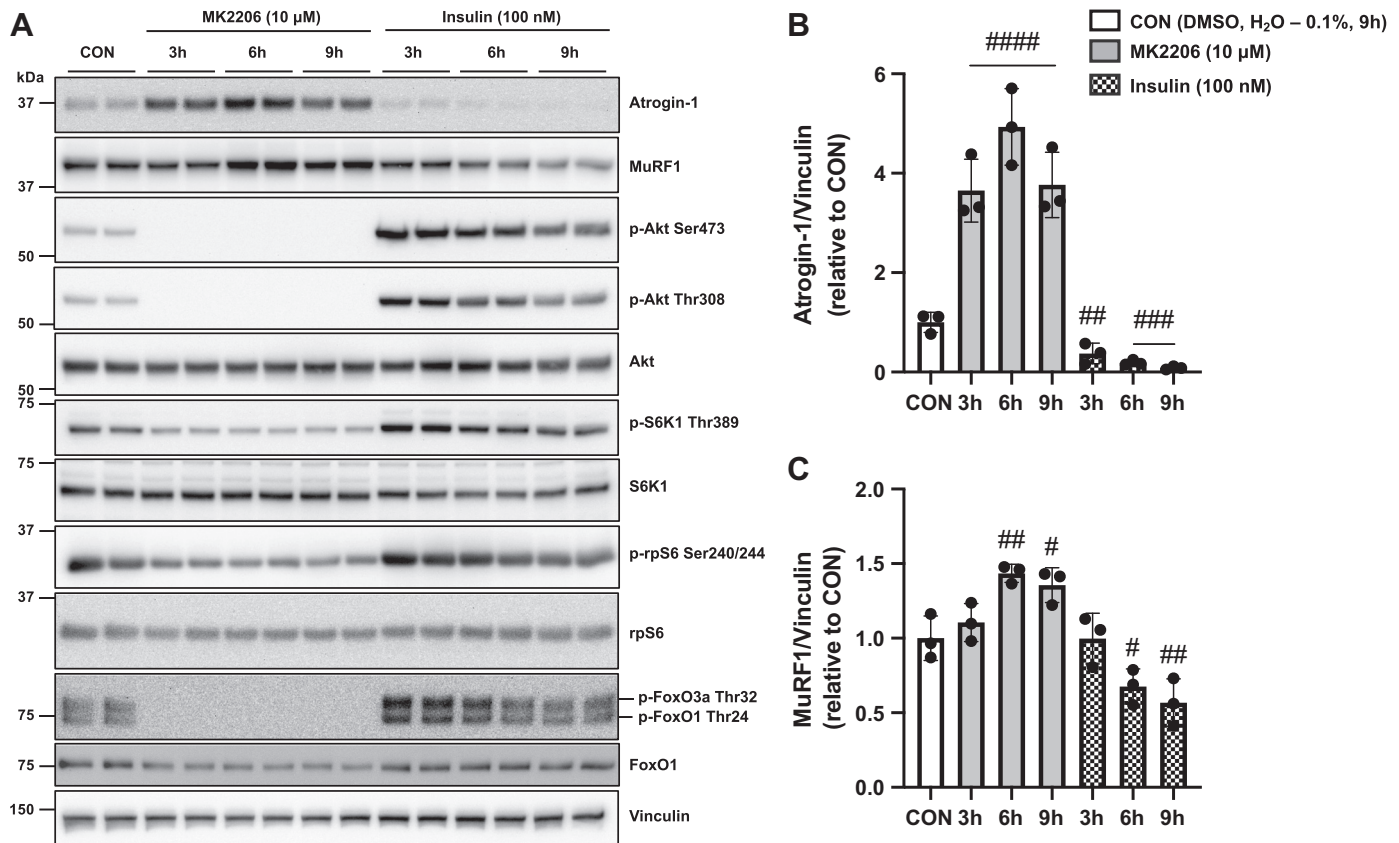 A
MK2206 (10 µM)
Insulin (100 nM)
CON
3h
6h
9h
3h
6h
9h
kDa
37
Atrogin-1
MuRF1
37
p-Akt Ser473
50
p-Akt Thr308
50
Akt
50
75
p-S6K1 Thr389
75
S6K1
37
p-rpS6 Ser240/244
37
rpS6
p-FoxO3a Thr32
75
p-FoxO1 Thr24
75
FoxO1
150
Vinculin
B
CON (DMSO, H₂O – 0.1%, 9h)
MK2206 (10 µM)
Insulin (100 nM)
Atrogin-1/Vinculin
(relative to CON)
6
4
2
0
####
##
###
CON 3h 6h 9h 3h 6h 9h
C
MuRF1/Vinculin
(relative to CON)
2.0
1.5
1.0
0.5
0.0
##
#
#
##
CON 3h 6h 9h 3h 6h 9h